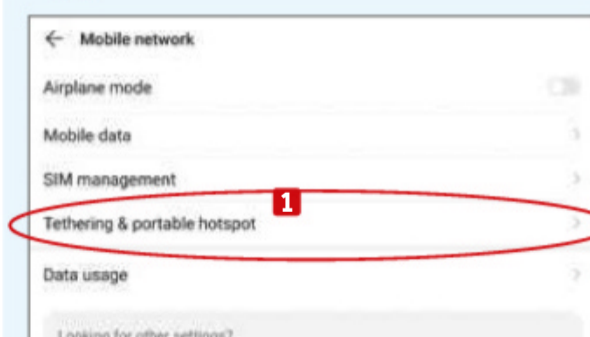 ← Mobile network
Airplane mode
Mobile data
SIM management
1
Tethering & portable hotspot
Data usage
Looking for other settings?